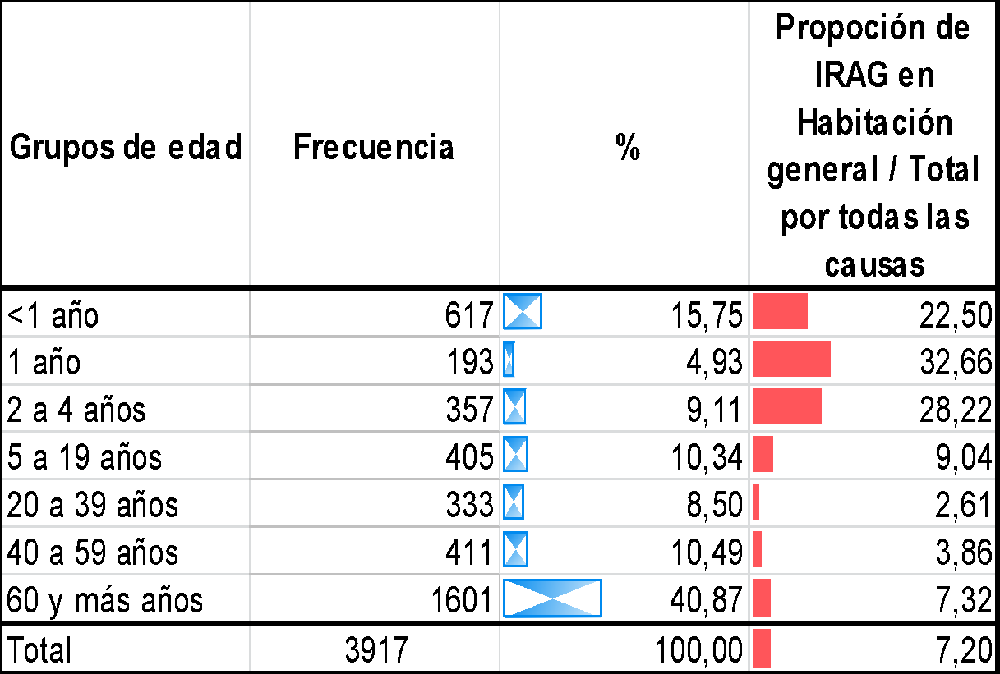 Grupos de edad Frecuencia % Propoción de
IRAG en
Habitación
general / Total
por todas las
causas
<1 año 617 15,75 22,50
1 año 193 4,93 32,66
2 a 4 años 357 9,11 28,22
5 a 19 años 405 10,34 9,04
20 a 39 años 333 8,50 2,61
40 a 59 años 411 10,49 3,86
60 y más años 1601 40,87 7,32
Total 3917 100,00 7,20